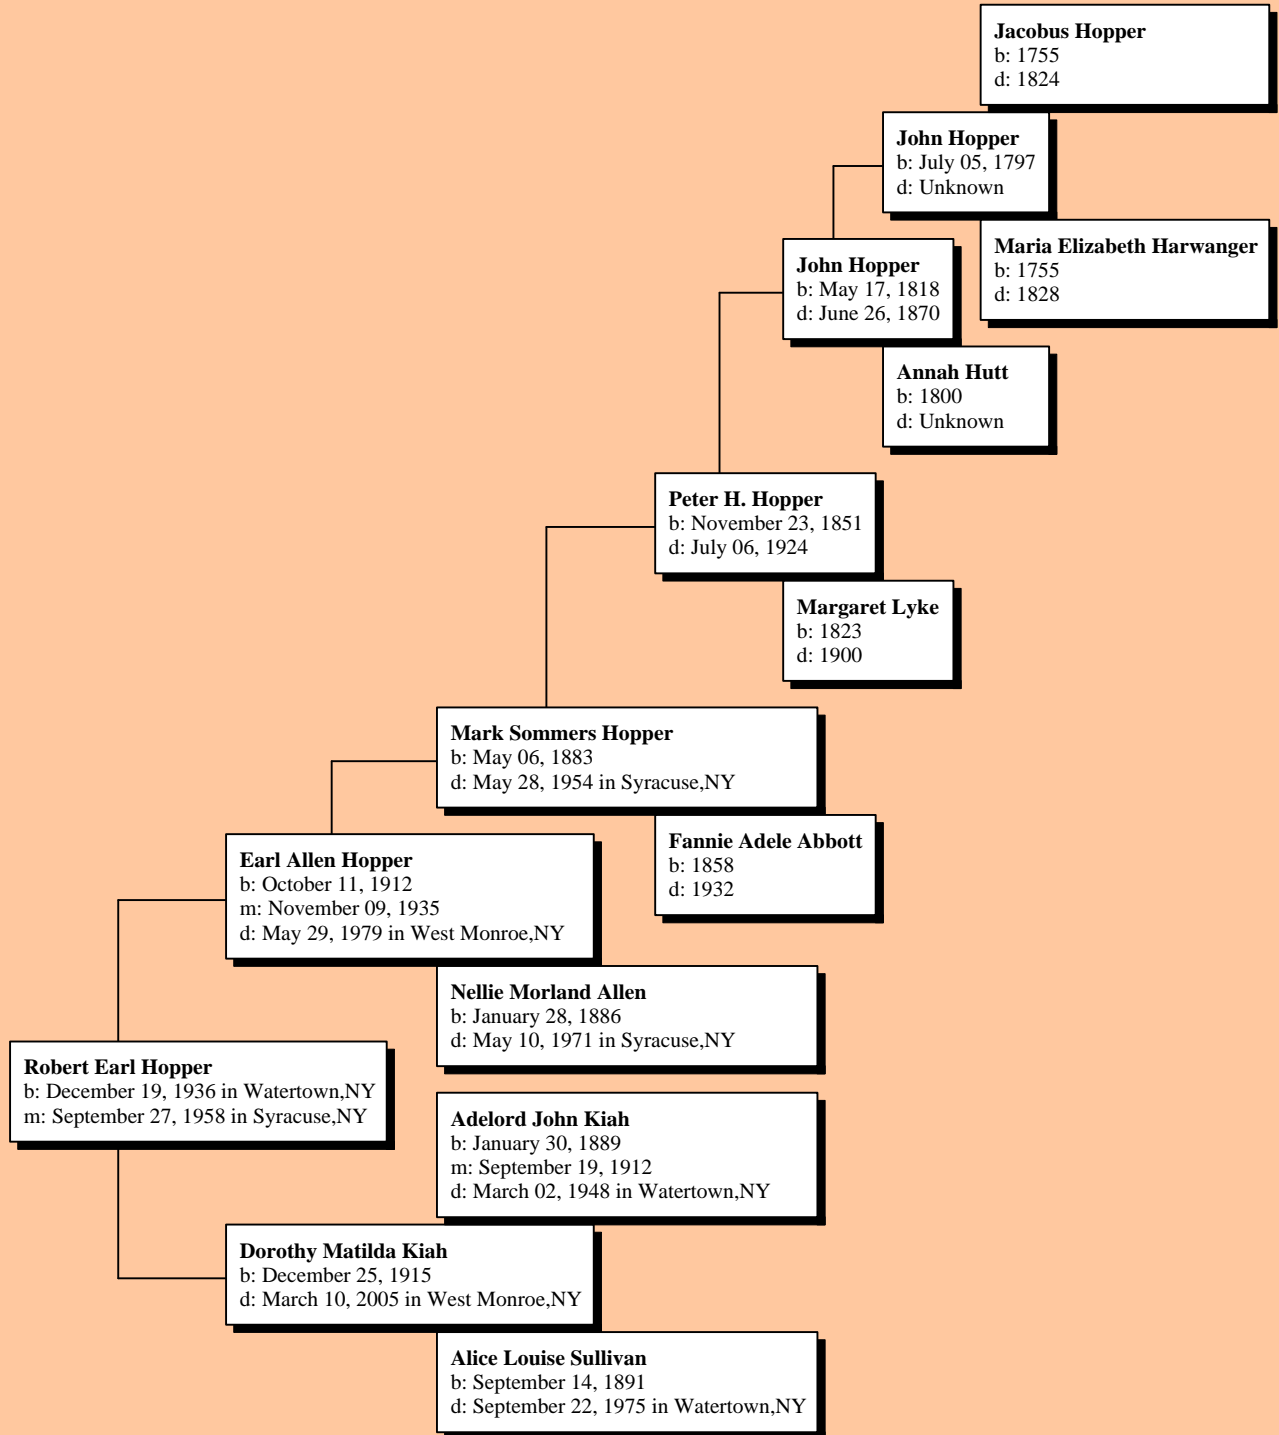 Jacobus Hopper
b: 1755
d: 1824
John Hopper
b: July 05, 1797
d: Unknown
Maria Elizabeth Harwanger
b: 1755
d: 1828
John Hopper
b: May 17, 1818
d: June 26, 1870
Annah Hutt
b: 1800
d: Unknown
Peter H. Hopper
b: November 23, 1851
d: July 06, 1924
Margaret Lyke
b: 1823
d: 1900
Mark Sommers Hopper
b: May 06, 1883
d: May 28, 1954 in Syracuse,NY
Fannie Adele Abbott
b: 1858
d: 1932
Earl Allen Hopper
b: October 11, 1912
m: November 09, 1935
d: May 29, 1979 in West Monroe,NY
Nellie Morland Allen
b: January 28, 1886
d: May 10, 1971 in Syracuse,NY
Robert Earl Hopper
b: December 19, 1936 in Watertown,NY
m: September 27, 1958 in Syracuse,NY
Adelord John Kiah
b: January 30, 1889
m: September 19, 1912
d: March 02, 1948 in Watertown,NY
Dorothy Matilda Kiah
b: December 25, 1915
d: March 10, 2005 in West Monroe,NY
Alice Louise Sullivan
b: September 14, 1891
d: September 22, 1975 in Watertown,NY